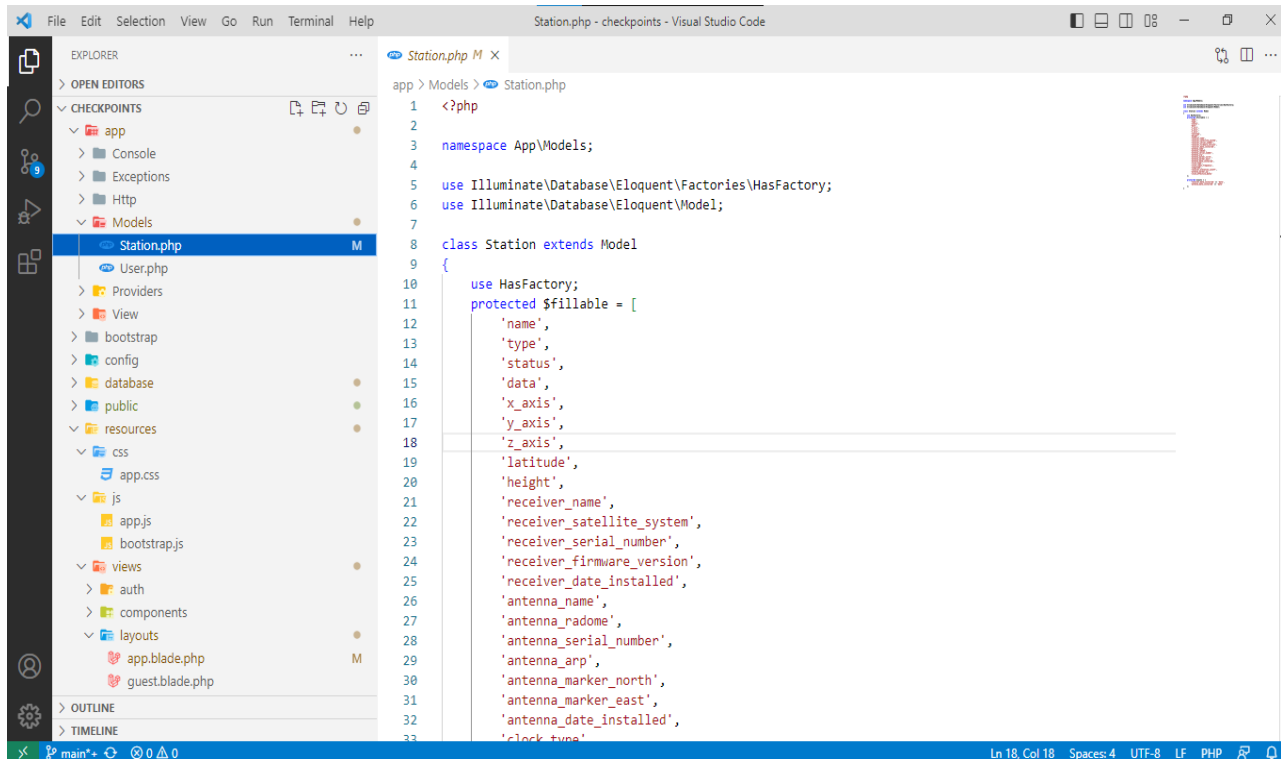 File Edit Selection View Go Run Terminal Help
Station.php - checkpoints - Visual Studio Code
EXPLORER
OPEN EDITORS
CHECKPOINTS
app
Console
Exceptions
Http
Models
Station.php M
User.php
Providers
View
bootstrap
config
database
public
resources
css
app.css
js
app.js
bootstrap.js
views
auth
components
layouts
app.blade.php M
guest.blade.php
OUTLINE
TIMELINE
9
Station.php M
app > Models > Station.php
1 <?php
2
3 namespace App\Models;
4
5 use Illuminate\Database\Eloquent\Factories\HasFactory;
6 use Illuminate\Database\Eloquent\Model;
7
8 class Station extends Model
9 {
10 use HasFactory;
11 protected $fillable = [
12 'name',
13 'type',
14 'status',
15 'data',
16 'x_axis',
17 'y_axis',
18 'z_axis',
19 'latitude',
20 'height',
21 'receiver_name',
22 'receiver_satellite_system',
23 'receiver_serial_number',
24 'receiver_firmware_version',
25 'receiver_date_installed',
26 'antenna_name',
27 'antenna_radome',
28 'antenna_serial_number',
29 'antenna_arp',
30 'antenna_marker_north',
31 'antenna_marker_east',
32 'antenna_date_installed',
33 'clock_type'
main*+ 0 0 Ln 18, Col 18 Spaces: 4 UTF-8 LF PHP